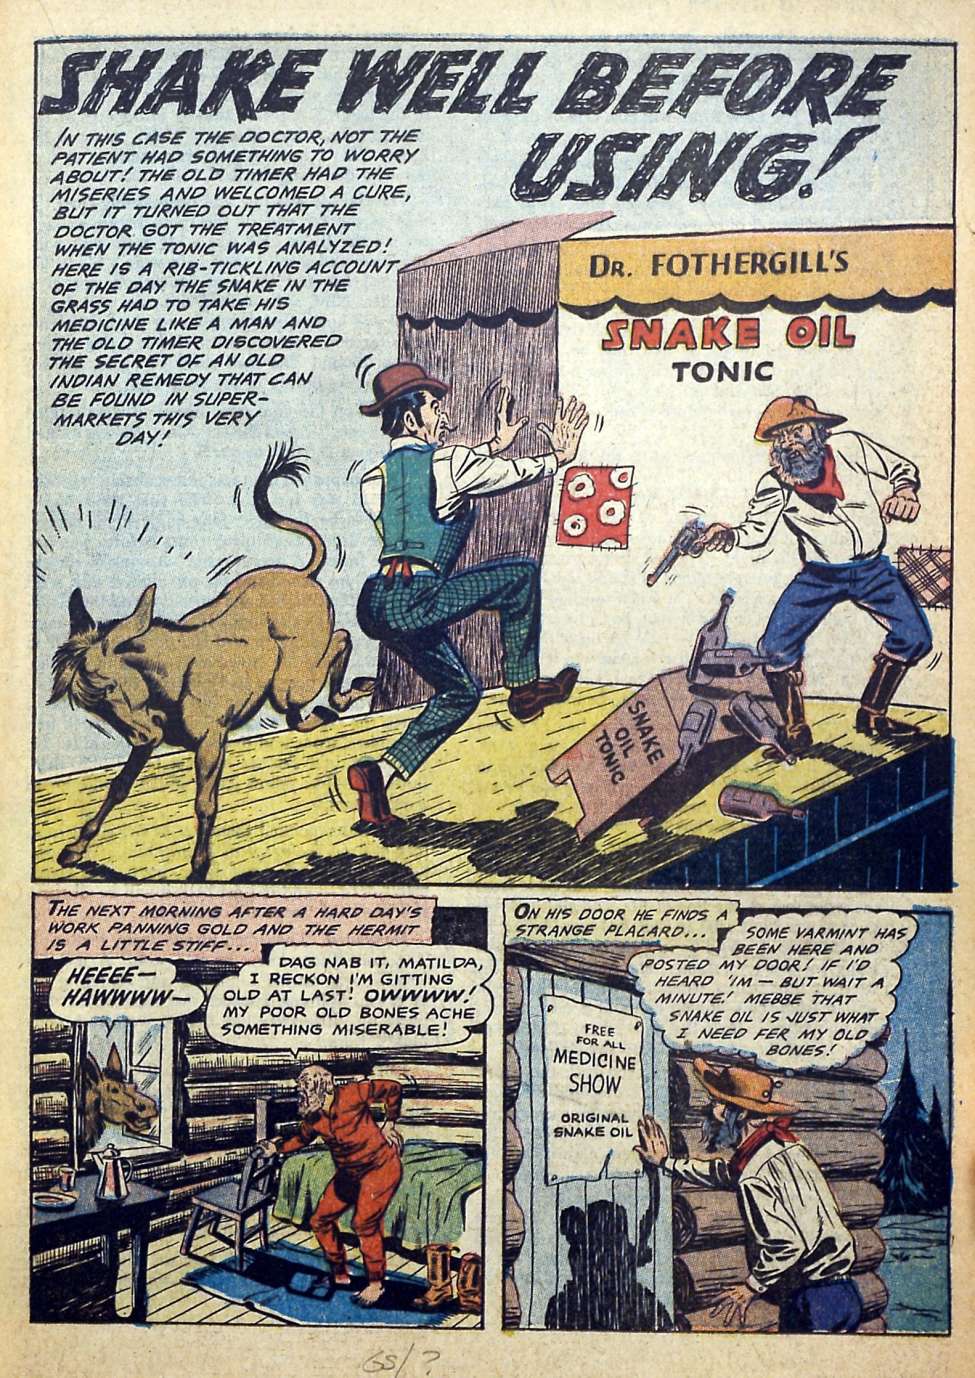 SHAKE WELL BEFORE
USING!
IN THIS CASE THE DOCTOR, NOT THE
PATIENT HAD SOMETHING TO WORRY
ABOUT! THE OLD TIMER HAD THE
MISERIES AND WELCOMED A CURE,
BUT IT TURNED OUT THAT THE
DOCTOR GOT THE TREATMENT
WHEN THE TONIC WAS ANALYZED!
HERE IS A RIB-TICKLING ACCOUNT
OF THE DAY THE SNAKE IN THE
GRASS HAD TO TAKE HIS
MEDICINE LIKE A MAN AND
THE OLD TIMER DISCOVERED
THE SECRET OF AN OLD
INDIAN REMEDY THAT CAN
BE FOUND IN SUPER-
MARKETS THIS VERY
DAY!
DR. FOTHERGILL'S
SNAKE OIL
TONIC
SNAKE
OIL
TONIC
THE NEXT MORNING AFTER A HARD DAY'S
WORK PANNING GOLD AND THE HERMIT
IS A LITTLE STIFF...
HEEEE-
HAWWWW-
DAG NAB IT, MATILDA,
I RECKON I'M GITTING
OLD AT LAST! OWWWW!
MY POOR OLD BONES ACHE
SOMETHING MISERABLE!
ON HIS DOOR HE FINDS A
STRANGE PLACARD...
SOME VARMINT HAS
BEEN HERE AND
POSTED MY DOOR! IF I'D
HEARD 'IM — BUT WAIT A
MINUTE! MEBBE THAT
SNAKE OIL IS JUST WHAT
I NEED FER MY OLD
BONES!
FREE
FOR ALL
MEDICINE
SHOW
ORIGINAL
SNAKE OIL
65/?